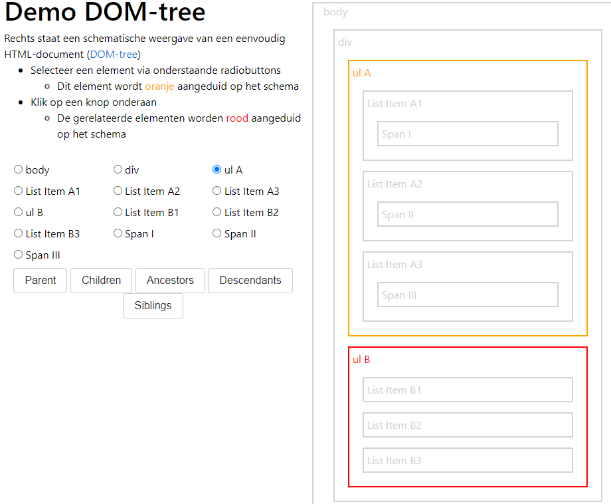 Demo DOM-tree
Rechts staat een schematische weergave van een eenvoudig
HTML-document (DOM-tree)
Selecteer een element via onderstaande radiobuttons
Dit element wordt oranje aangeduid op het schema
Klik op een knop onderaan
De gerelateerde elementen worden rood aangeduid
op het schema
body div ul A
List Item A1 List Item A2 List Item A3
ul B List Item B1 List Item B2
List Item B3 Span I Span II
Span III
Parent Children Ancestors Descendants
Siblings
body
div
ul A
List Item A1
Span I
List Item A2
Span II
List Item A3
Span III
ul B
List Item B1
List Item B2
List Item B3